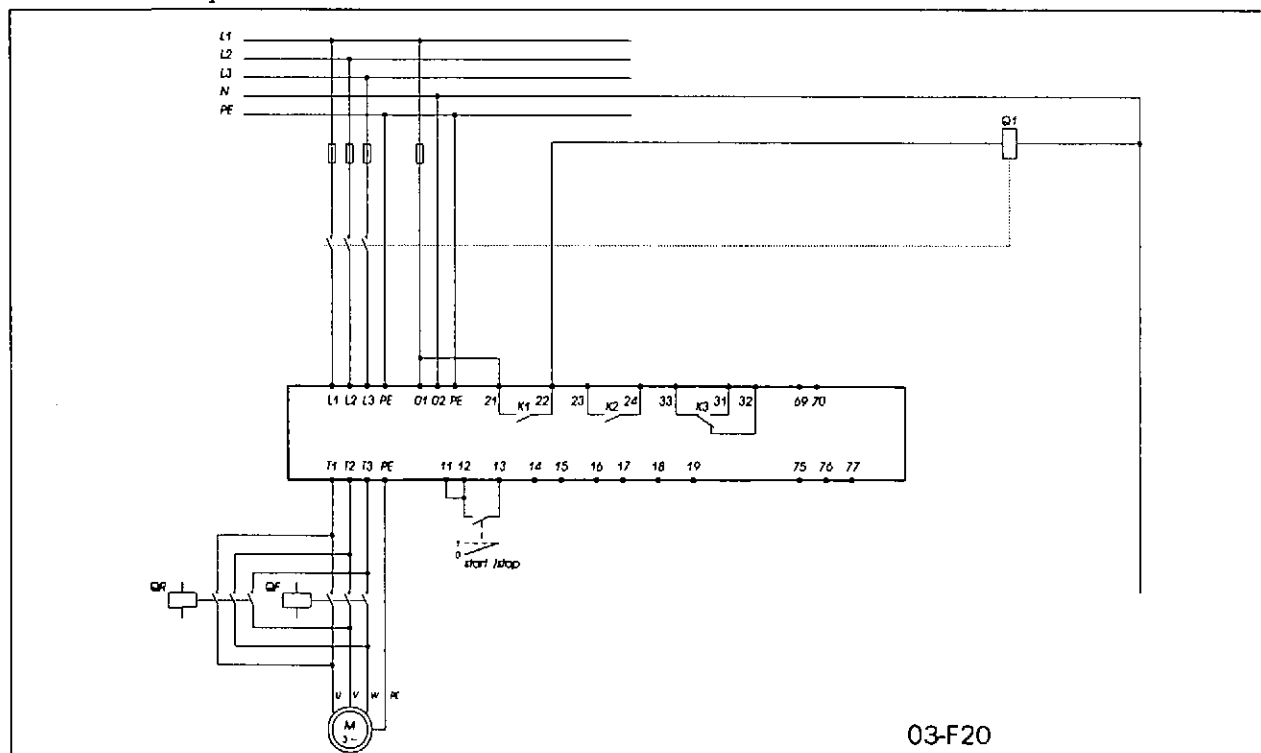 L1
L2
L3
N
PE
Q1
L1 L2 L3 PE 01 02 PE 21 K1 22 23 K2 24 33 K3 31 32 69 70
T1 T2 T3 PE 11 12 13 14 15 16 17 18 19 75 76 77
1
0
start /stop
QR QF
U V W PE
M
3~
03-F20